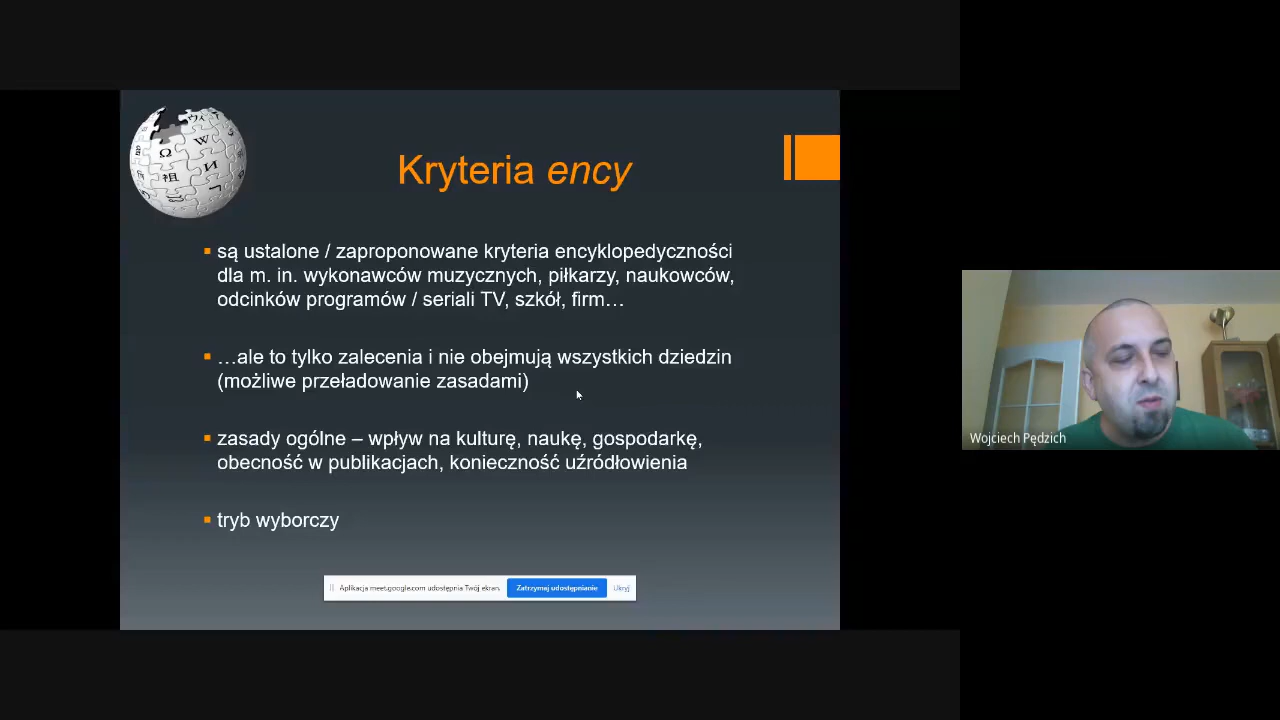 Kryteria ency
są ustalone / zaproponowane kryteria encyklopedyczności
dla m. in. wykonawców muzycznych, piłkarzy, naukowców,
odcinków programów / seriali TV, szkół, firm…
…ale to tylko zalecenia i nie obejmują wszystkich dziedzin
(możliwe przeładowanie zasadami)
zasady ogólne – wpływ na kulturę, naukę, gospodarkę,
obecność w publikacjach, konieczność uźródłowienia
tryb wyborczy
Aplikacja meet.google.com udostępnia Twój ekran.
Zatrzymaj udostępnianie
Ukryj
Wojciech Pędzich